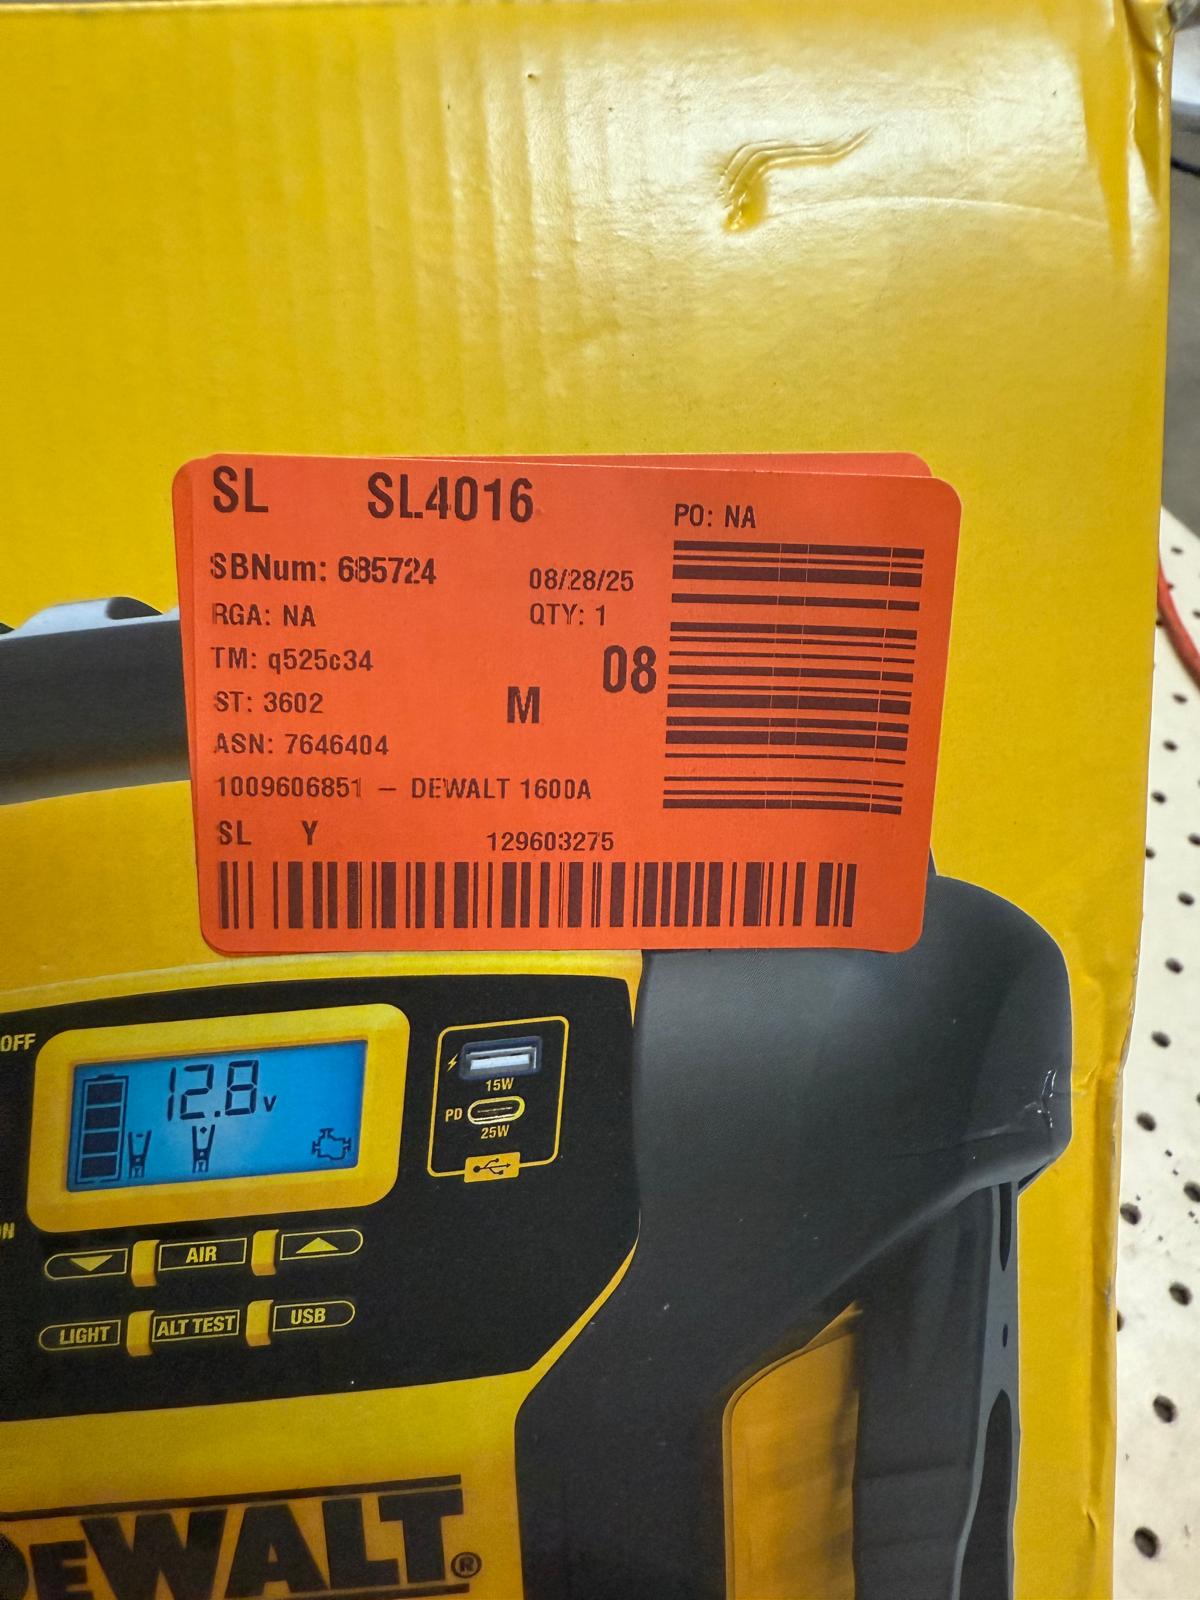 SL SL4016
PO: NA
SBNum: 685724
08/28/25
RGA: NA
QTY: 1
TM: q525c34
08
ST: 3602
M
ASN: 7646404
1009606851 – DEWALT 1600A
SL Y
129603275
OFF
12.8v
15W
PD
25W
AIR
LIGHT
ALT TEST
USB
DEWALT®